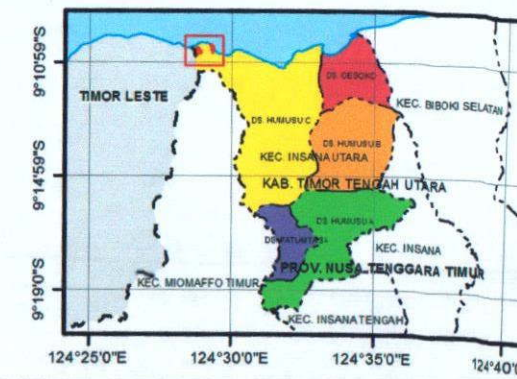 9°10'59"S
9°14'59"S
9°19'0"S
TIMOR LESTE
DS. HUMUSU C
KEC. BIBOKI SELATAN
DS. HUMUSU B
KEC. INSANA UTARA
KAB. TIMOR TENGAH UTARA
DS. HUMUSU A
KEC. INSANA
PROV. NUSA TENGGARA TIMUR
KEC. MIOMAFFO TIMUR
KEC. INSANA TENGAH
124°25'0"E
124°30'0"E
124°35'0"E
124°40'0